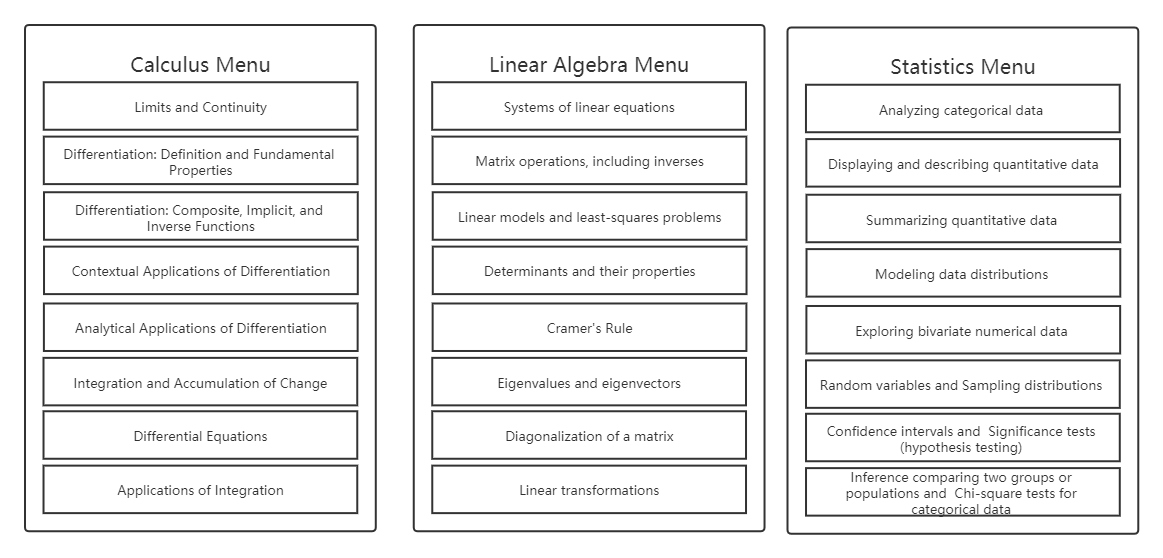 Calculus Menu
Limits and Continuity
Differentiation: Definition and Fundamental
Properties
Differentiation: Composite, Implicit, and
Inverse Functions
Contextual Applications of Differentiation
Analytical Applications of Differentiation
Integration and Accumulation of Change
Differential Equations
Applications of Integration
Linear Algebra Menu
Systems of linear equations
Matrix operations, including inverses
Linear models and least-squares problems
Determinants and their properties
Cramer's Rule
Eigenvalues and eigenvectors
Diagonalization of a matrix
Linear transformations
Statistics Menu
Analyzing categorical data
Displaying and describing quantitative data
Summarizing quantitative data
Modeling data distributions
Exploring bivariate numerical data
Random variables and Sampling distributions
Confidence intervals and  Significance tests
(hypothesis testing)
Inference comparing two groups or
populations and  Chi-square tests for
categorical data